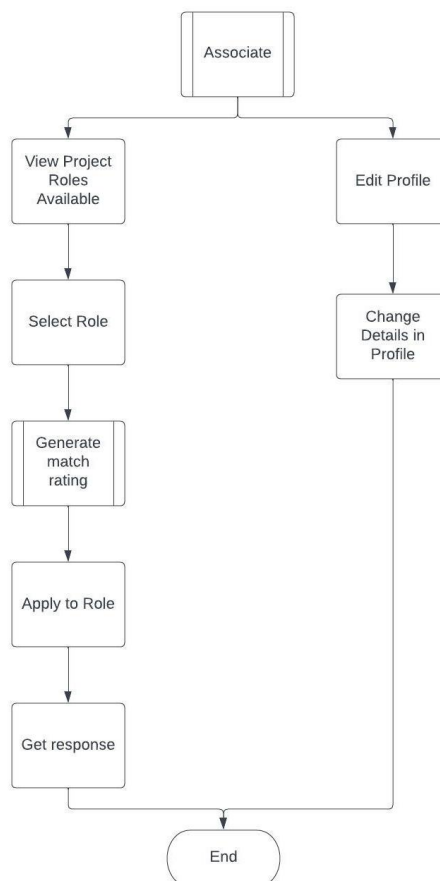 Associate
View Project
Roles
Available
Edit Profile
Select Role
Change
Details in
Profile
Generate
match
rating
Apply to Role
Get response
End